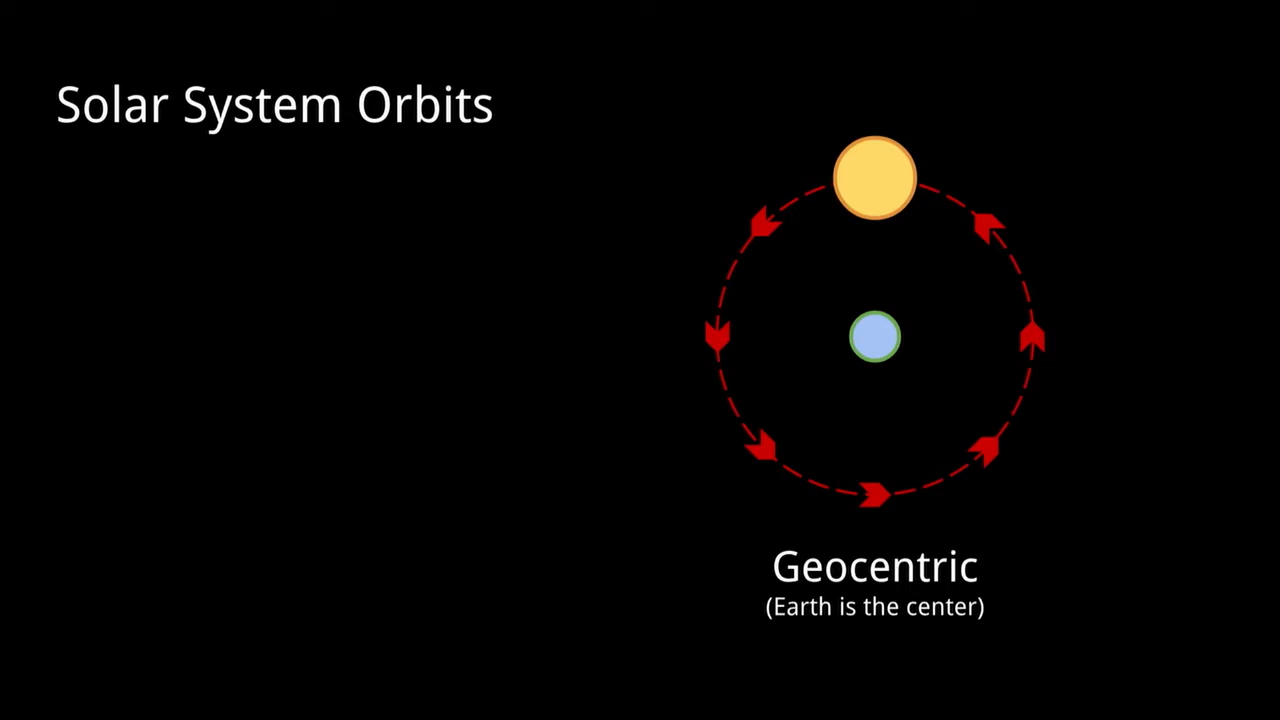 Solar System Orbits
Geocentric
(Earth is the center)